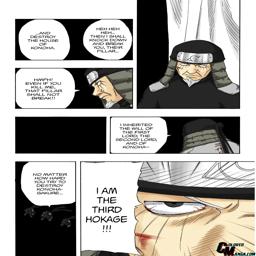 ...AND
DESTROY
THE HOUSE
OF
KONOHA.
HEH HEH
HEH...
THEN I SHALL
KNOCK DOWN
AND BREAK
YOU, THEIR
PILLAR...
HMPH!
EVEN IF
YOU KILL
ME, THAT
PILLAR
SHALL NOT
BREAK!!
I INHERITED
THE WILL OF
THE FIRST
LORD, THE
SECOND LORD,
AND OF
KONOHA-
NO MATTER
HOW HARD
YOU TRY TO
DESTROY
KONOHA-
GAKURE...
I AM
THE
THIRD
HOKAGE
!!!